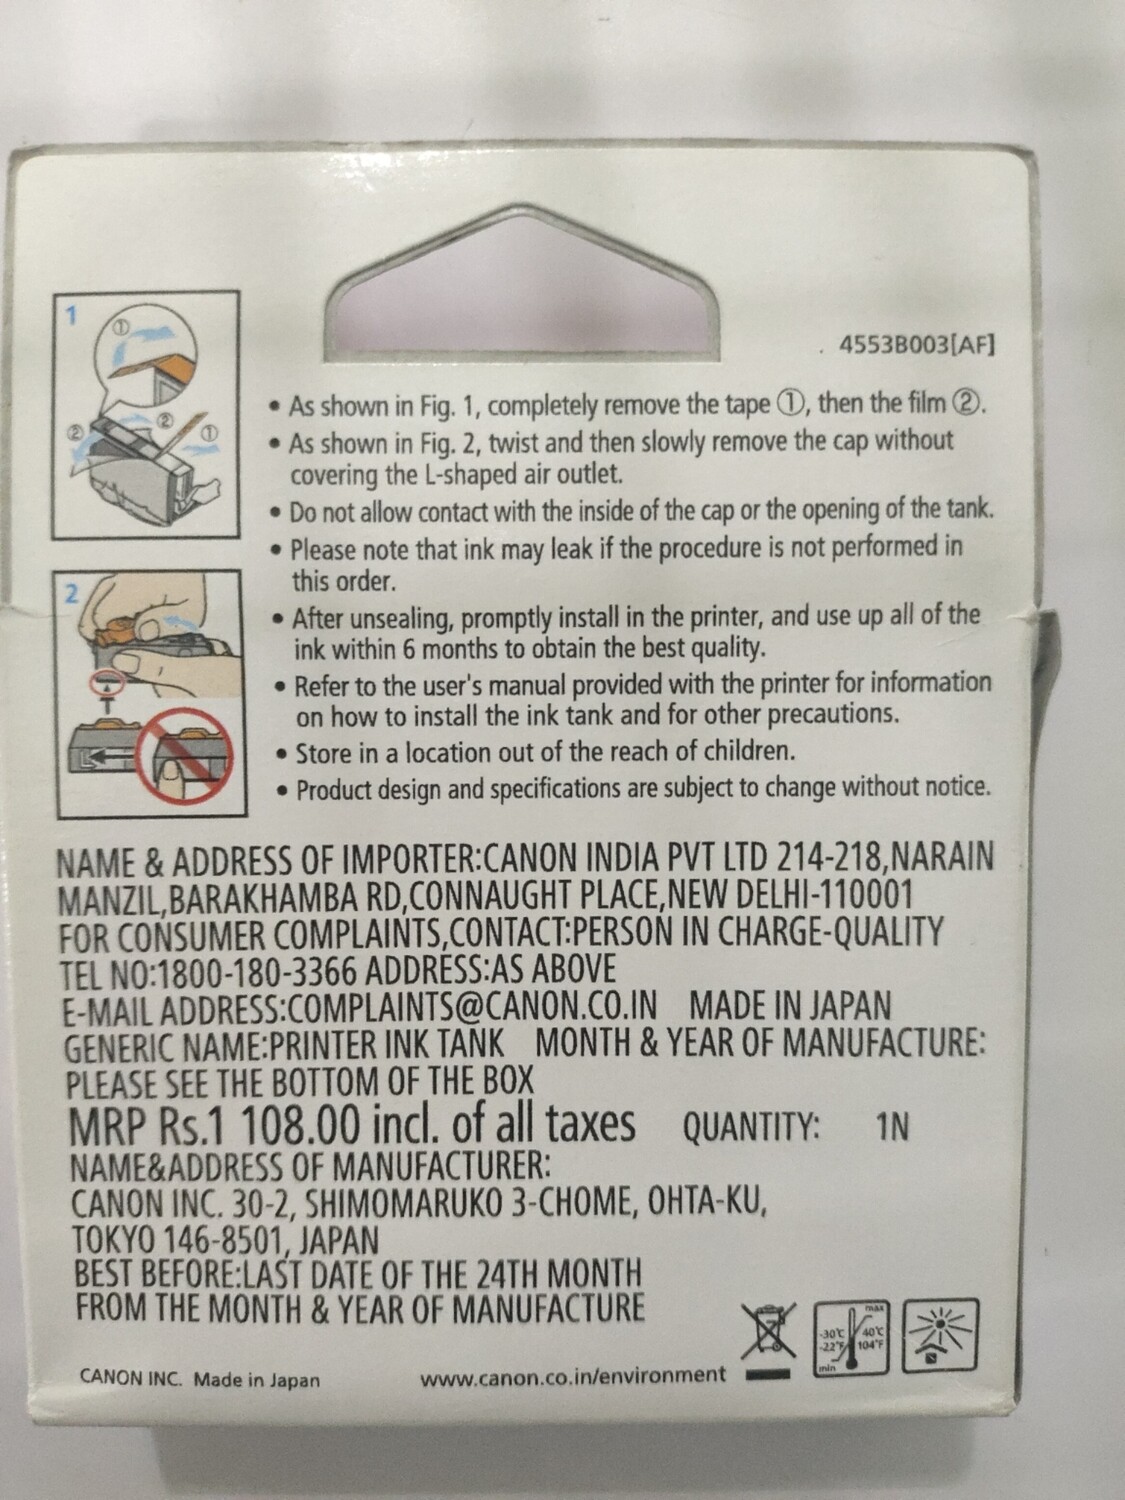 4553B003[AF]
1
① 
②
②
①
2
• As shown in Fig. 1, completely remove the tape ①, then the film ②.
• As shown in Fig. 2, twist and then slowly remove the cap without
covering the L-shaped air outlet.
• Do not allow contact with the inside of the cap or the opening of the tank.
• Please note that ink may leak if the procedure is not performed in
this order.
• After unsealing, promptly install in the printer, and use up all of the
ink within 6 months to obtain the best quality.
• Refer to the user's manual provided with the printer for information
on how to install the ink tank and for other precautions.
• Store in a location out of the reach of children.
• Product design and specifications are subject to change without notice.
NAME & ADDRESS OF IMPORTER:CANON INDIA PVT LTD 214-218,NARAIN
MANZIL,BARAKHAMBA RD,CONNAUGHT PLACE,NEW DELHI-110001
FOR CONSUMER COMPLAINTS,CONTACT:PERSON IN CHARGE-QUALITY
TEL NO:1800-180-3366 ADDRESS:AS ABOVE
E-MAIL ADDRESS:COMPLAINTS@CANON.CO.IN MADE IN JAPAN
GENERIC NAME:PRINTER INK TANK MONTH & YEAR OF MANUFACTURE:
PLEASE SEE THE BOTTOM OF THE BOX
MRP Rs.1 108.00 incl. of all taxes QUANTITY: 1N
NAME&ADDRESS OF MANUFACTURER:
CANON INC. 30-2, SHIMOMARUKO 3-CHOME, OHTA-KU,
TOKYO 146-8501, JAPAN
BEST BEFORE:LAST DATE OF THE 24TH MONTH
FROM THE MONTH & YEAR OF MANUFACTURE
max
-30°C 40°C
-22°F 104°F
min
CANON INC. Made in Japan www.canon.co.in/environment